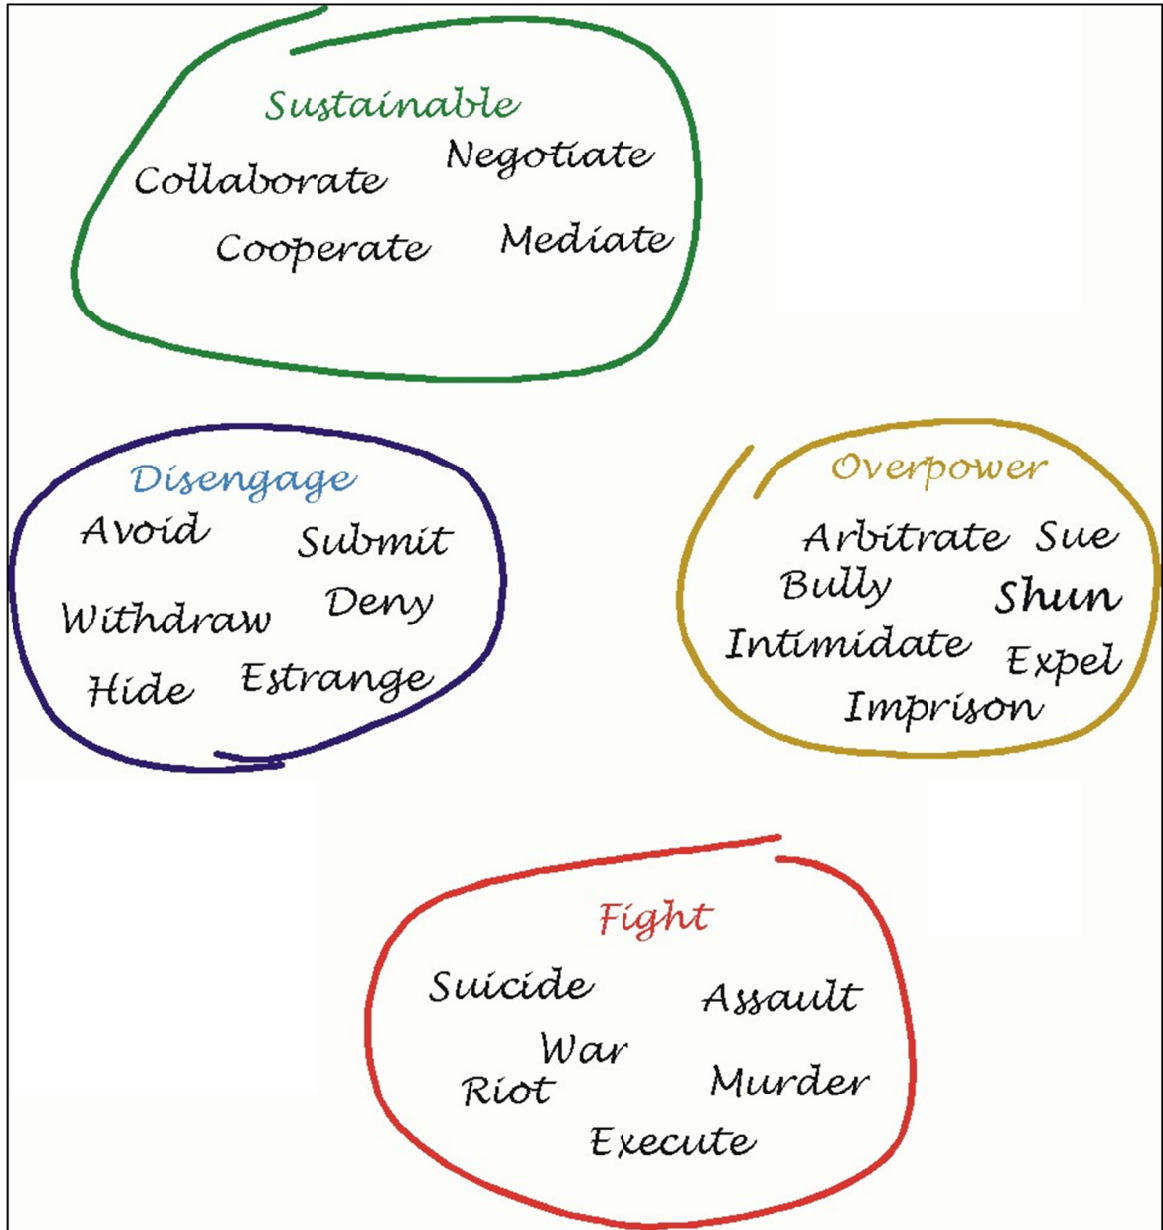 Sustainable
Negotiate
Collaborate
Cooperate
Mediate
Disengage
Avoid
Submit
Withdraw
Deny
Hide
Estrange
Overpower
Arbitrate Sue
Bully
Shun
Intimidate
Expel
Imprison
Fight
Suicide
Assault
War
Riot
Murder
Execute